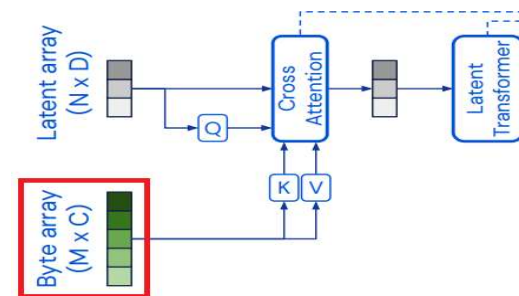 Latent array
(N x D)
Q
Cross
Attention
Latent
Transformer
K
V
Byte array
(M x C)